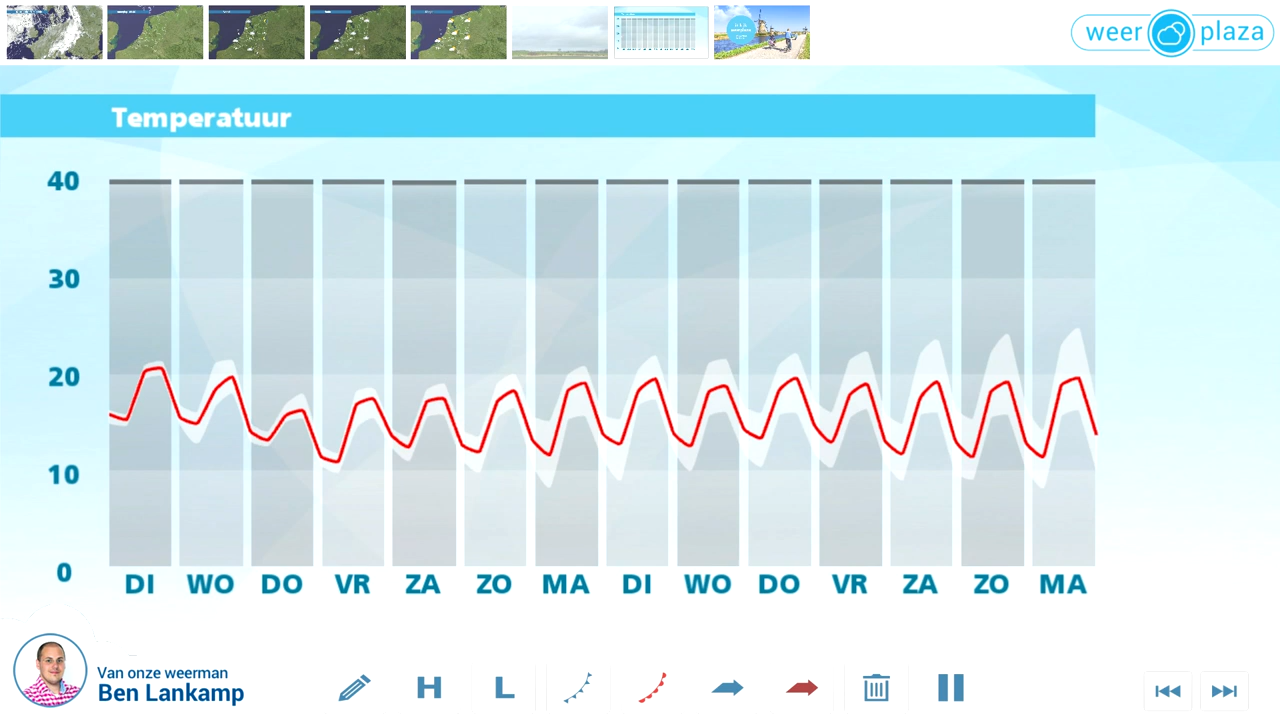 weer plaza
Temperatuur
40
30
20
10
0
DI WO DO VR ZA ZO MA DI WO DO VR ZA ZO MA
Van onze weerman
Ben Lankamp
H L